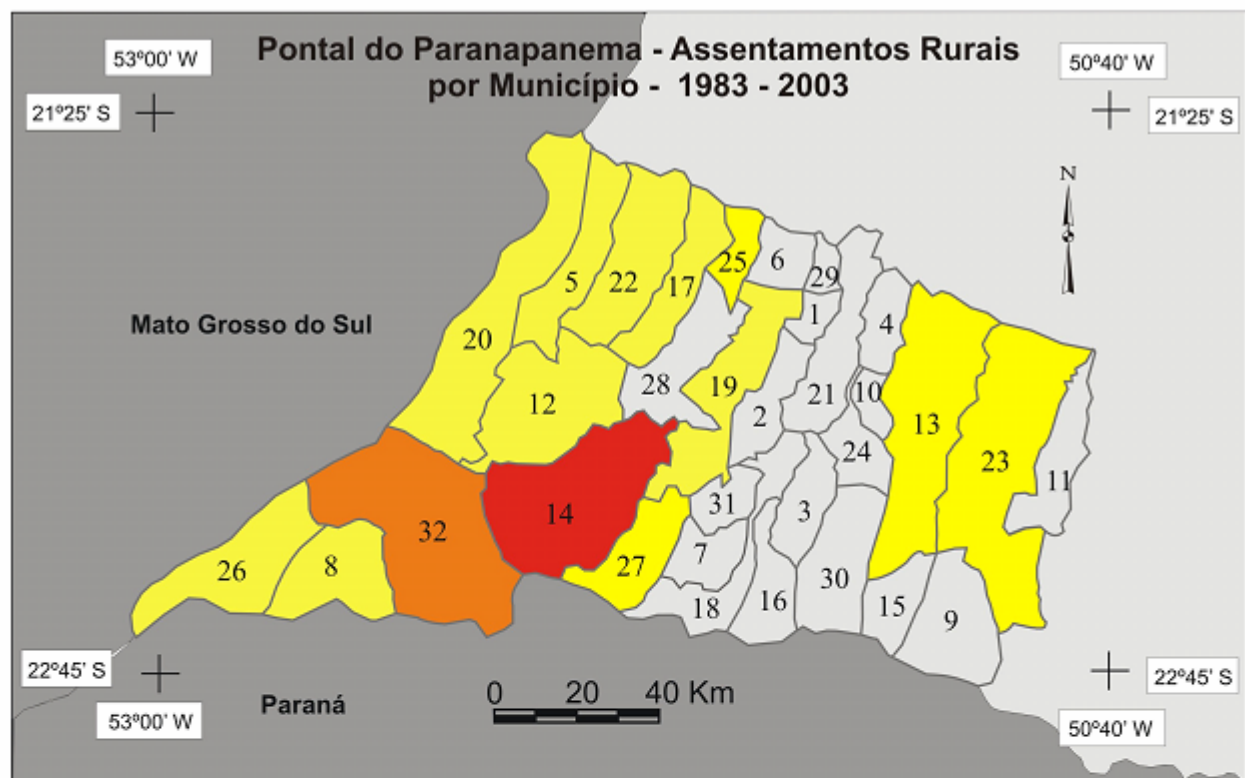 Pontal do Paranapanema - Assentamentos Rurais
por Município - 1983 - 2003
53º00' W
50º40' W
21º25' S
21º25' S
N
25
6
29
5
22
17
1
4
Mato Grosso do Sul
20
28
19
10
12
2
21
13
24
23
11
31
3
14
32
7
27
26
8
30
18
16
15
9
22º45' S
22º45' S
0 20 40 Km
Paraná
53º00' W
50º40' W